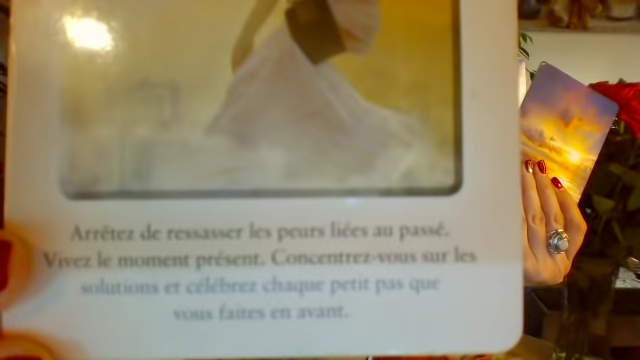 Arrêtez de ressasser les peurs liées au passé.
Vivez le moment présent. Concentrez-vous sur les
solutions et célébrez chaque petit pas que
vous faites en avant.